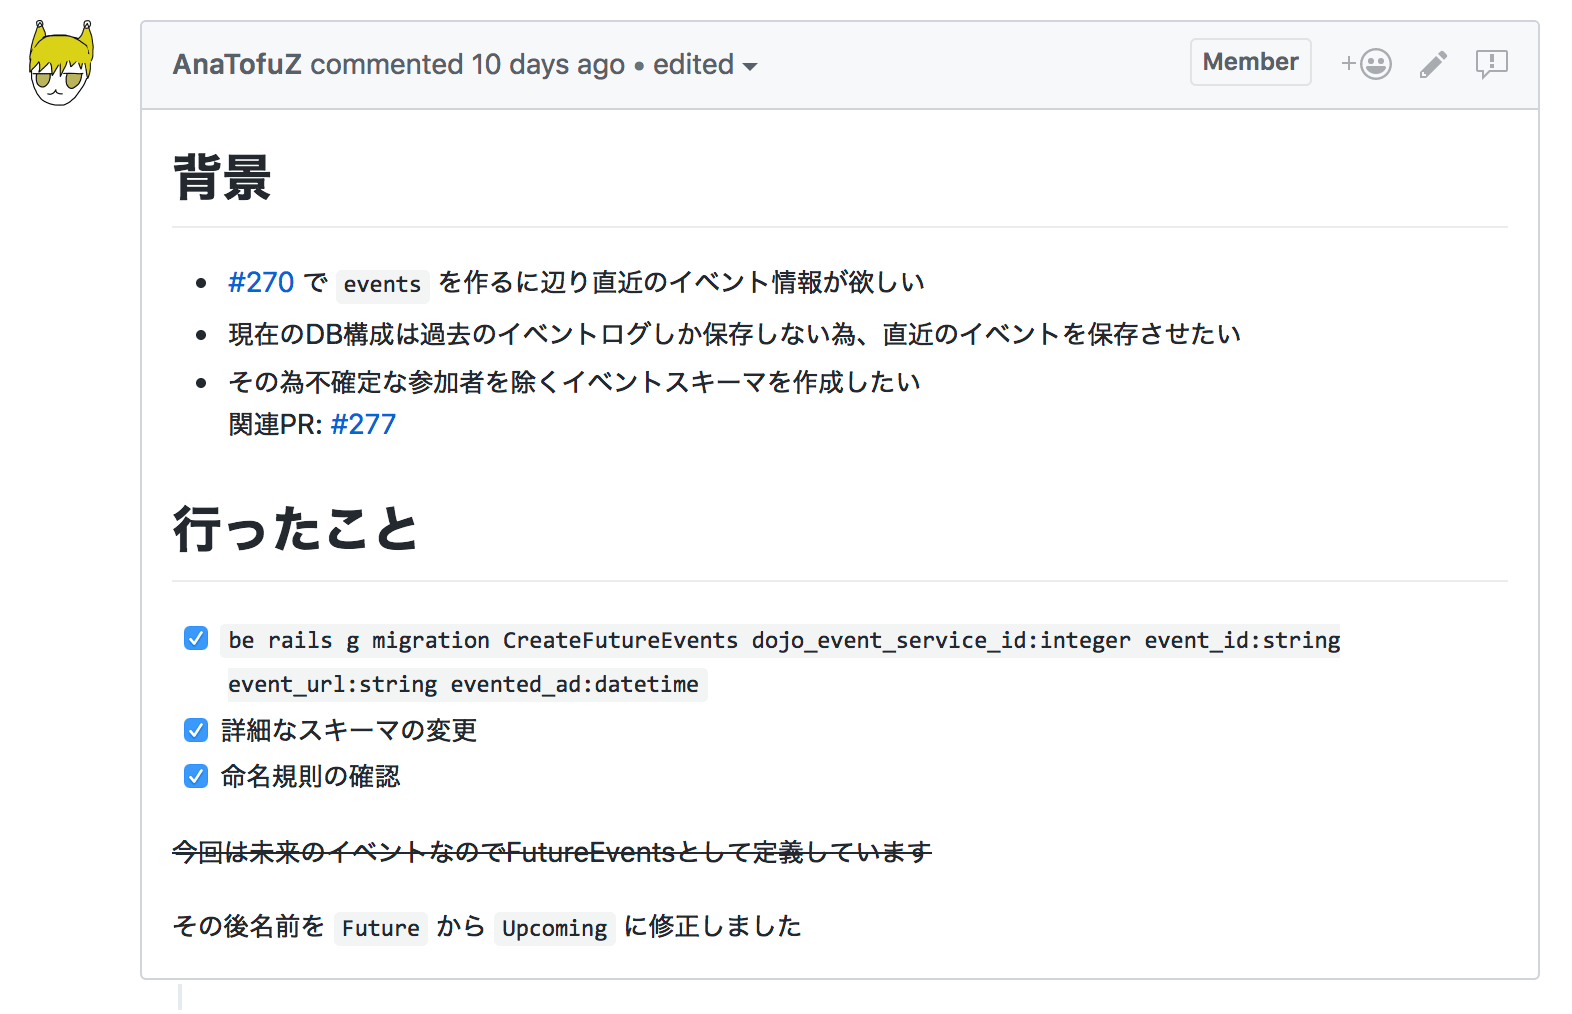 AnaTofuZ commented 10 days ago • edited
Member
背景
#270 で events を作るに辺り直近のイベント情報が欲しい
現在のDB構成は過去のイベントログしか保存しない為、直近のイベントを保存させたい
その為不確定な参加者を除くイベントスキーマを作成したい
関連PR: #277
行ったこと
be rails g migration CreateFutureEvents dojo_event_service_id:integer event_id:string
event_url:string evented_ad:datetime
詳細なスキーマの変更
命名規則の確認
今回は未来のイベントなのでFutureEventsとして定義しています
その後名前を Future から Upcoming に修正しました